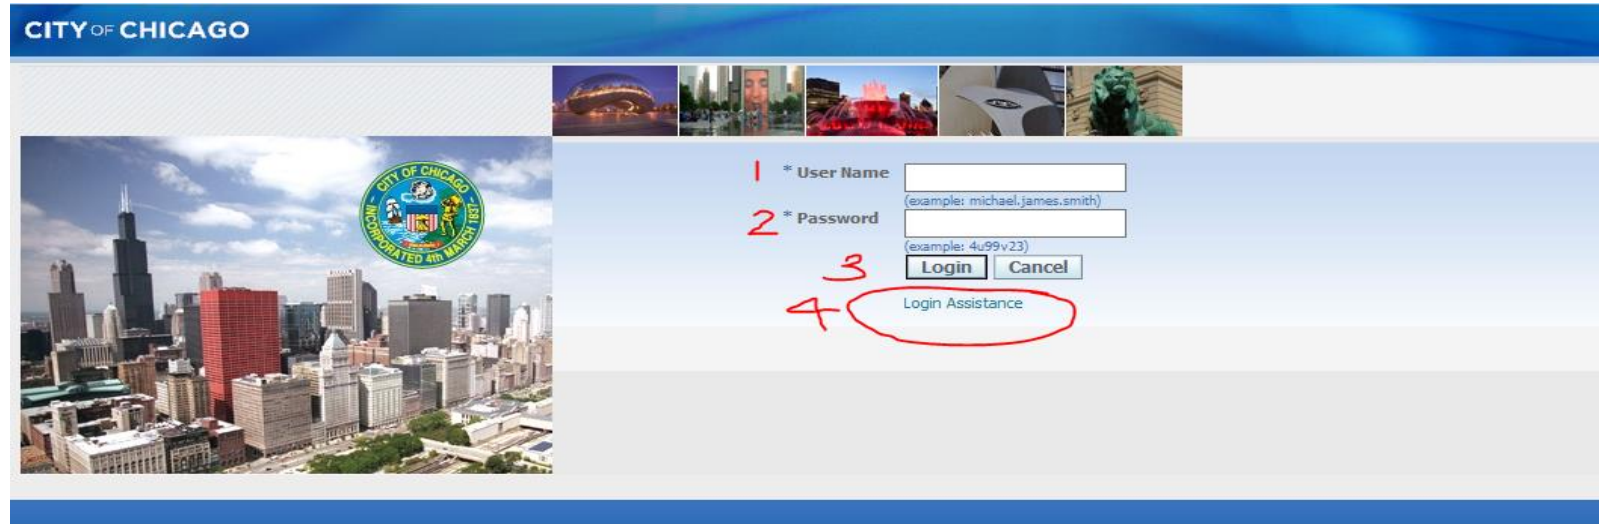 CITY OF CHICAGO
CITY OF CHICAGO
INCORPORATED 4th MARCH 1837
1 * User Name
(example: michael.james.smith)
2 * Password
(example: 4u99v23)
3 Login Cancel
4 Login Assistance